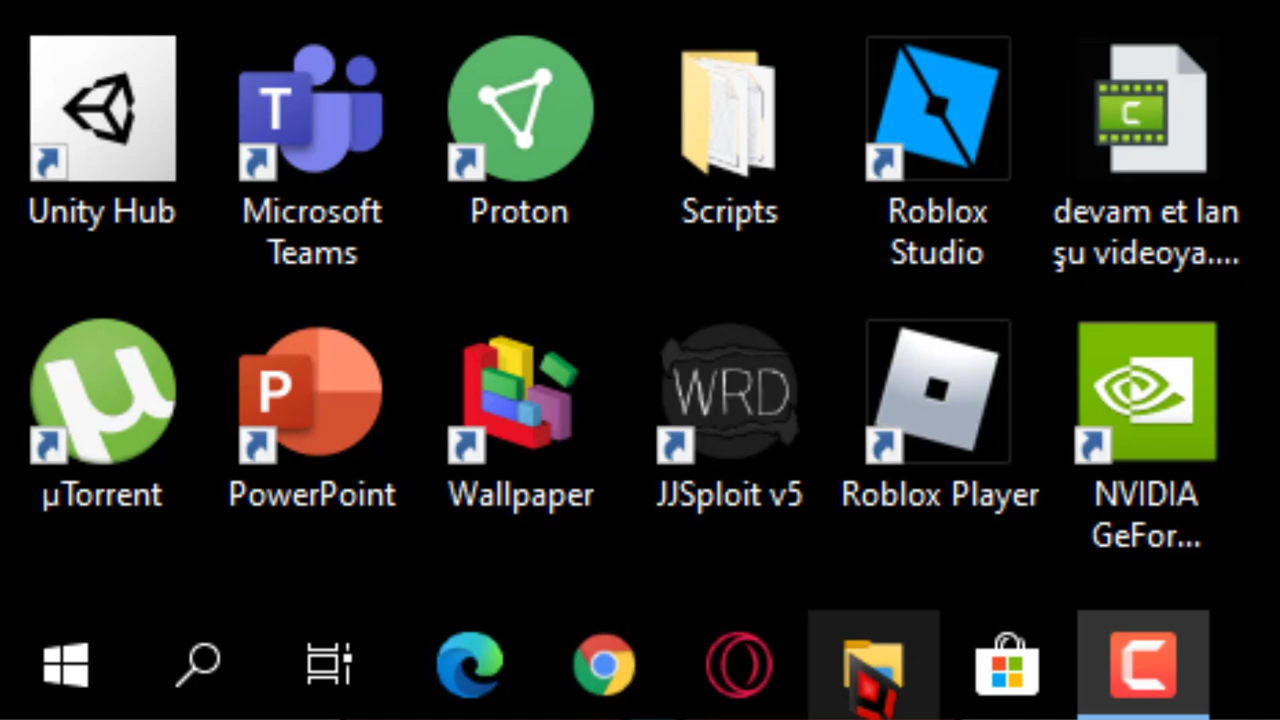 T
C
Unity Hub
Microsoft
Teams
Proton
Scripts
Roblox
Studio
devam et lan
şu videoya....
µ
P
WRD
µTorrent
PowerPoint
Wallpaper
JJSploit v5
Roblox Player
NVIDIA
GeFor...
C